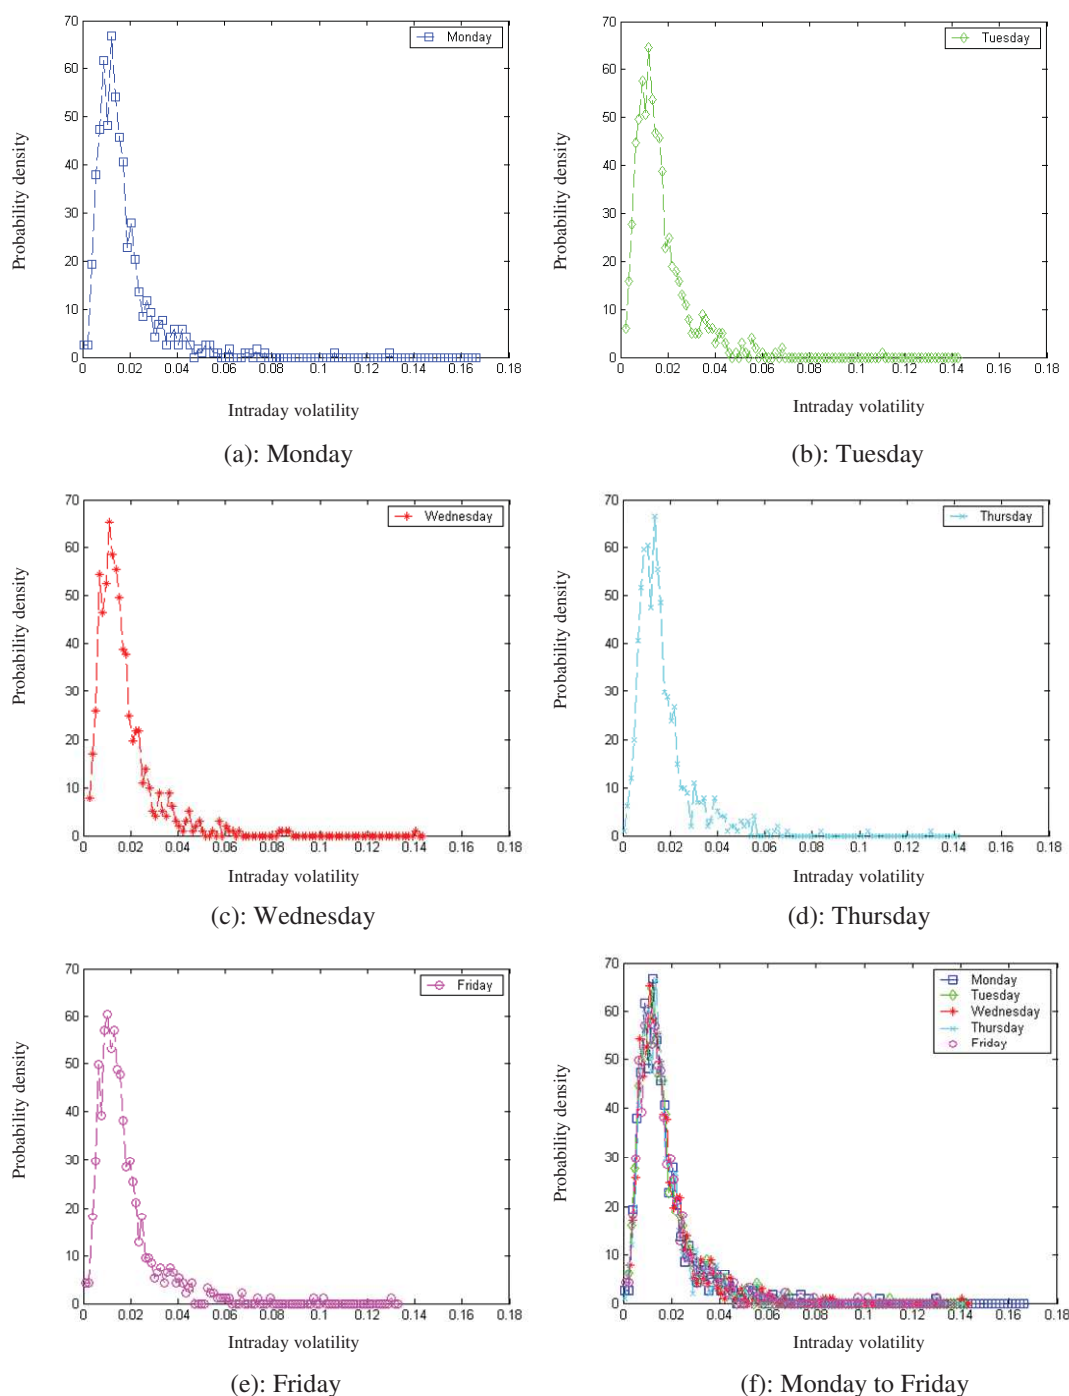 70
60
50
40
30
20
10
0
Probability density
Monday
0 0.02 0.04 0.06 0.08 0.1 0.12 0.14 0.16 0.18
Intraday volatility
(a): Monday
70
60
50
40
30
20
10
0
Probability density
Tuesday
0 0.02 0.04 0.06 0.08 0.1 0.12 0.14 0.16 0.18
Intraday volatility
(b): Tuesday
70
60
50
40
30
20
10
0
Probability density
Wednesday
0 0.02 0.04 0.06 0.08 0.1 0.12 0.14 0.16 0.18
Intraday volatility
(c): Wednesday
70
60
50
40
30
20
10
0
Probability density
Thursday
0 0.02 0.04 0.06 0.08 0.1 0.12 0.14 0.16 0.18
Intraday volatility
(d): Thursday
70
60
50
40
30
20
10
0
Probability density
Friday
0 0.02 0.04 0.06 0.08 0.1 0.12 0.14 0.16 0.18
Intraday volatility
(e): Friday
70
60
50
40
30
20
10
0
Probability density
Monday
Tuesday
Wednesday
Thursday
Friday
0 0.02 0.04 0.06 0.08 0.1 0.12 0.14 0.16 0.18
Intraday volatility
(f): Monday to Friday